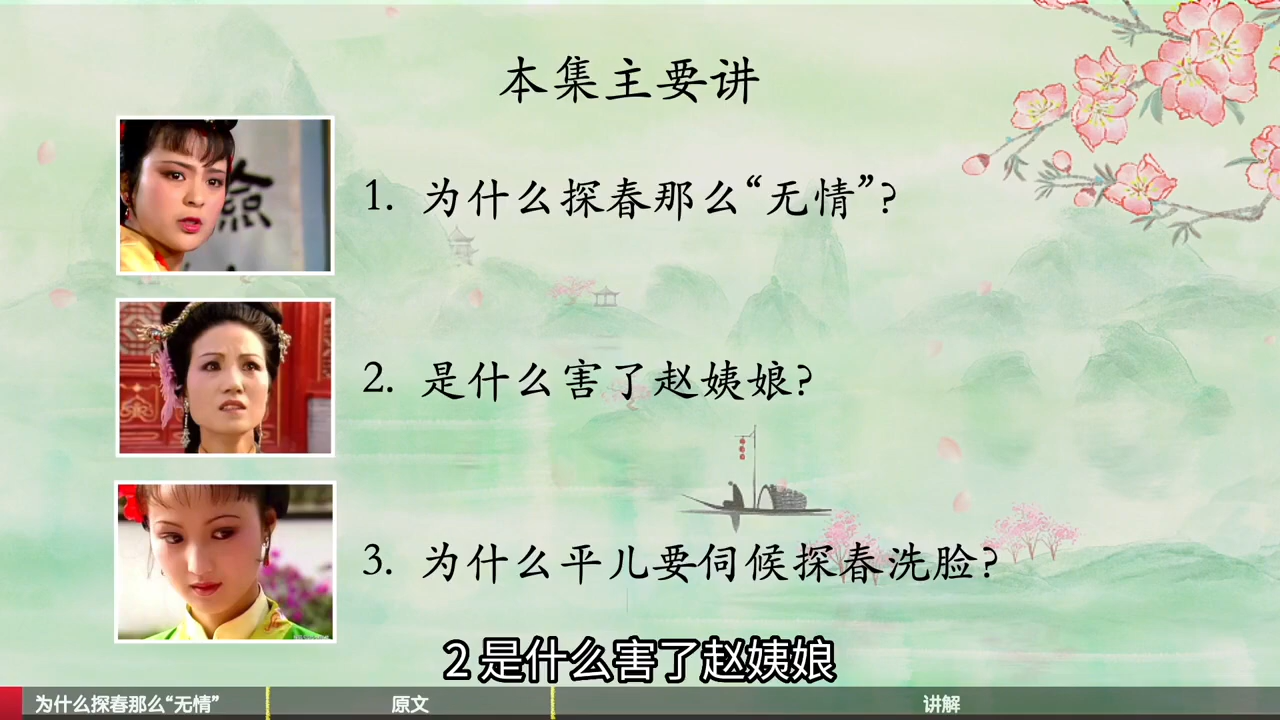 本集主要讲
1. 为什么探春那么“无情”?
2. 是什么害了赵姨娘?
3. 为什么平儿要伺候探春洗脸?
2 是什么害了赵姨娘
为什么探春那么“无情”
原文
讲解